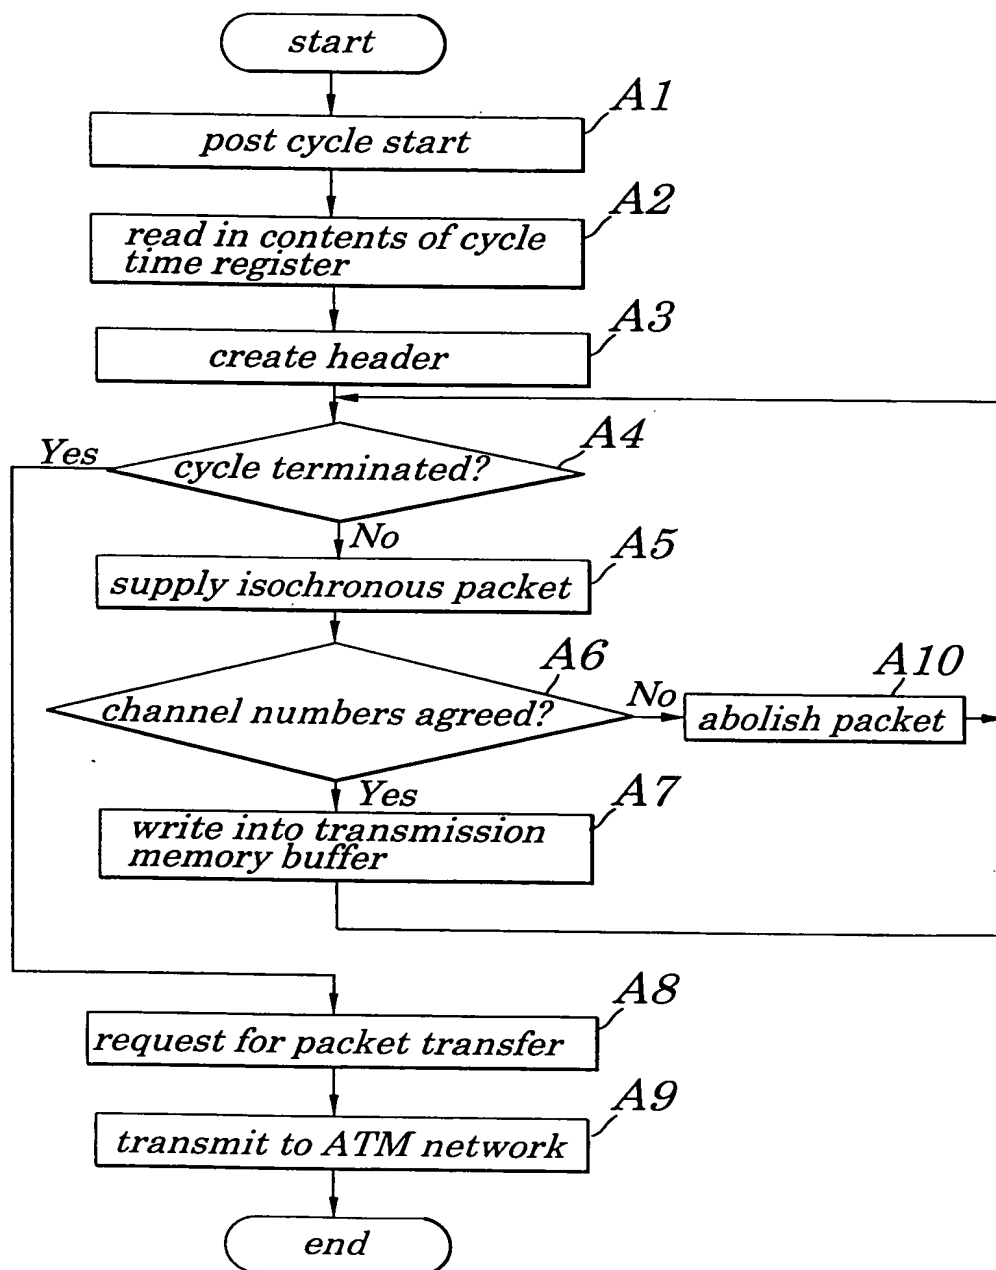 start
A1
post cycle start
A2
read in contents of cycle
time register
A3
create header
A4
Yes
cycle terminated?
No
A5
supply isochronous packet
A6
channel numbers agreed?
No
A10
abolish packet
Yes
A7
write into transmission
memory buffer
A8
request for packet transfer
A9
transmit to ATM network
end